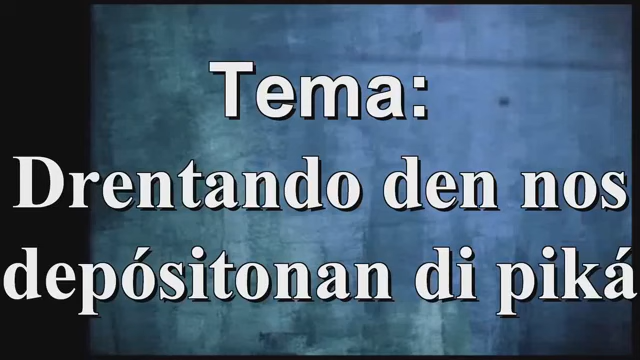 Tema:
Drentando den nos
depósitonan di piká